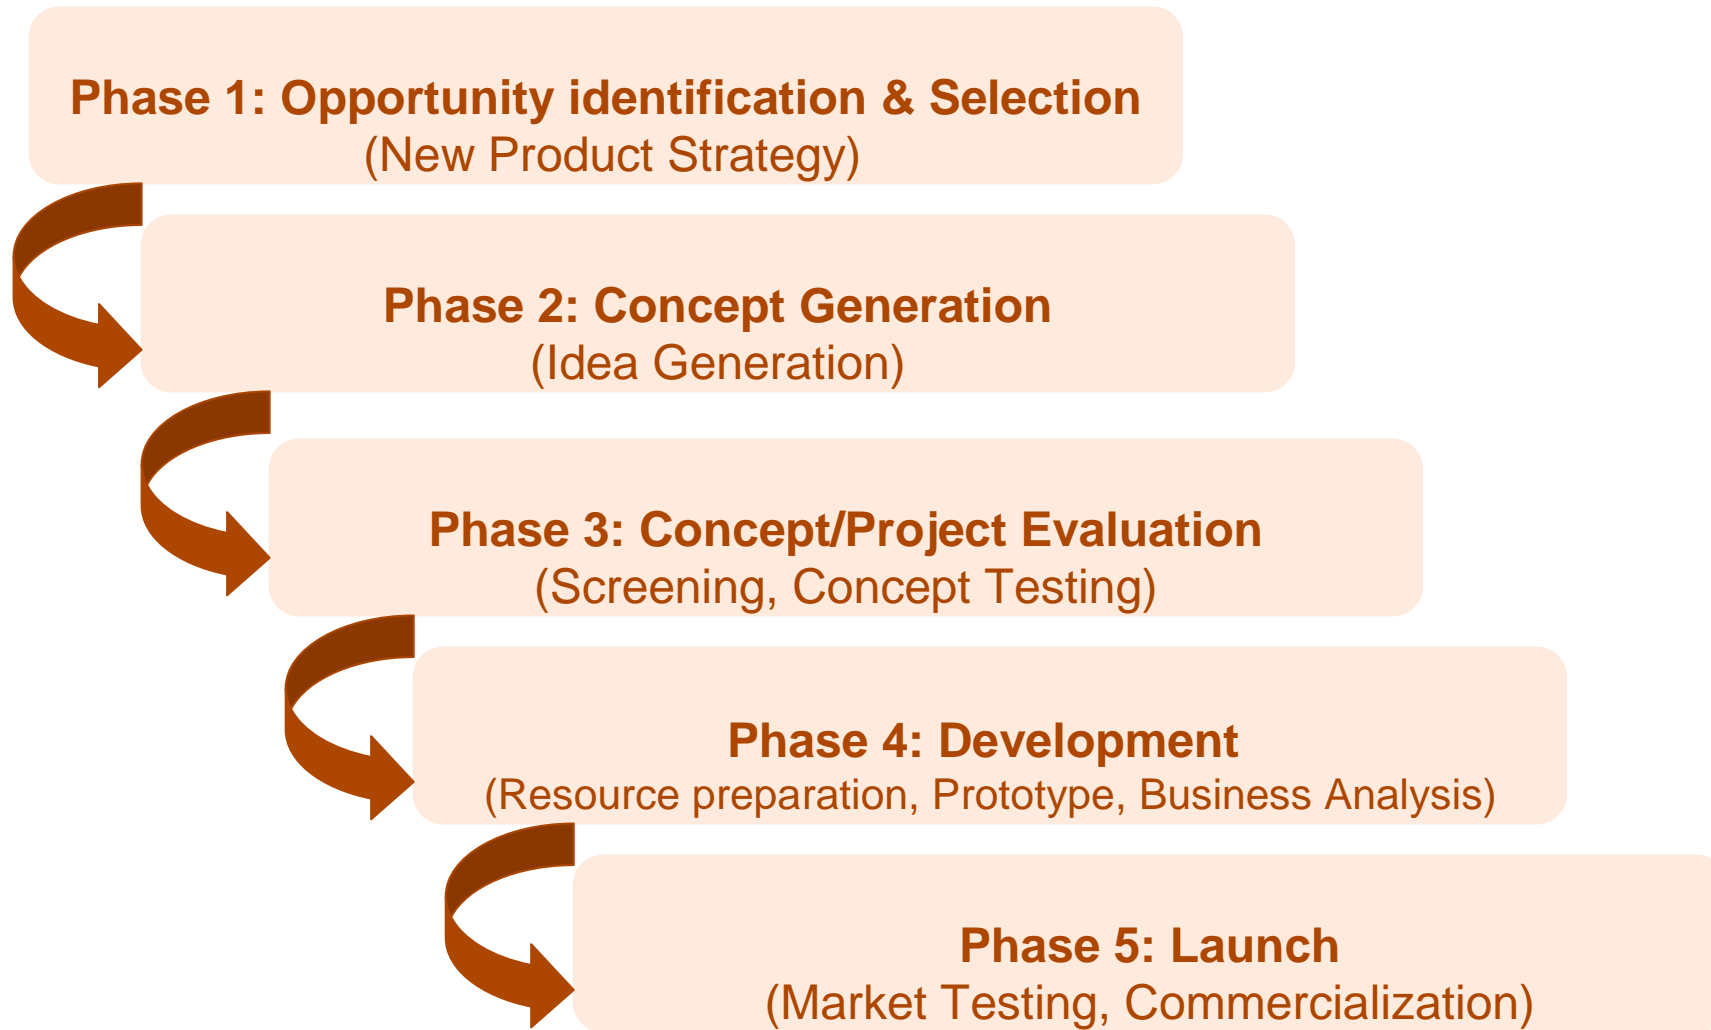 Phase 1: Opportunity identification & Selection
(New Product Strategy)
Phase 2: Concept Generation
(Idea Generation)
Phase 3: Concept/Project Evaluation
(Screening, Concept Testing)
Phase 4: Development
(Resource preparation, Prototype, Business Analysis)
Phase 5: Launch
(Market Testing, Commercialization)